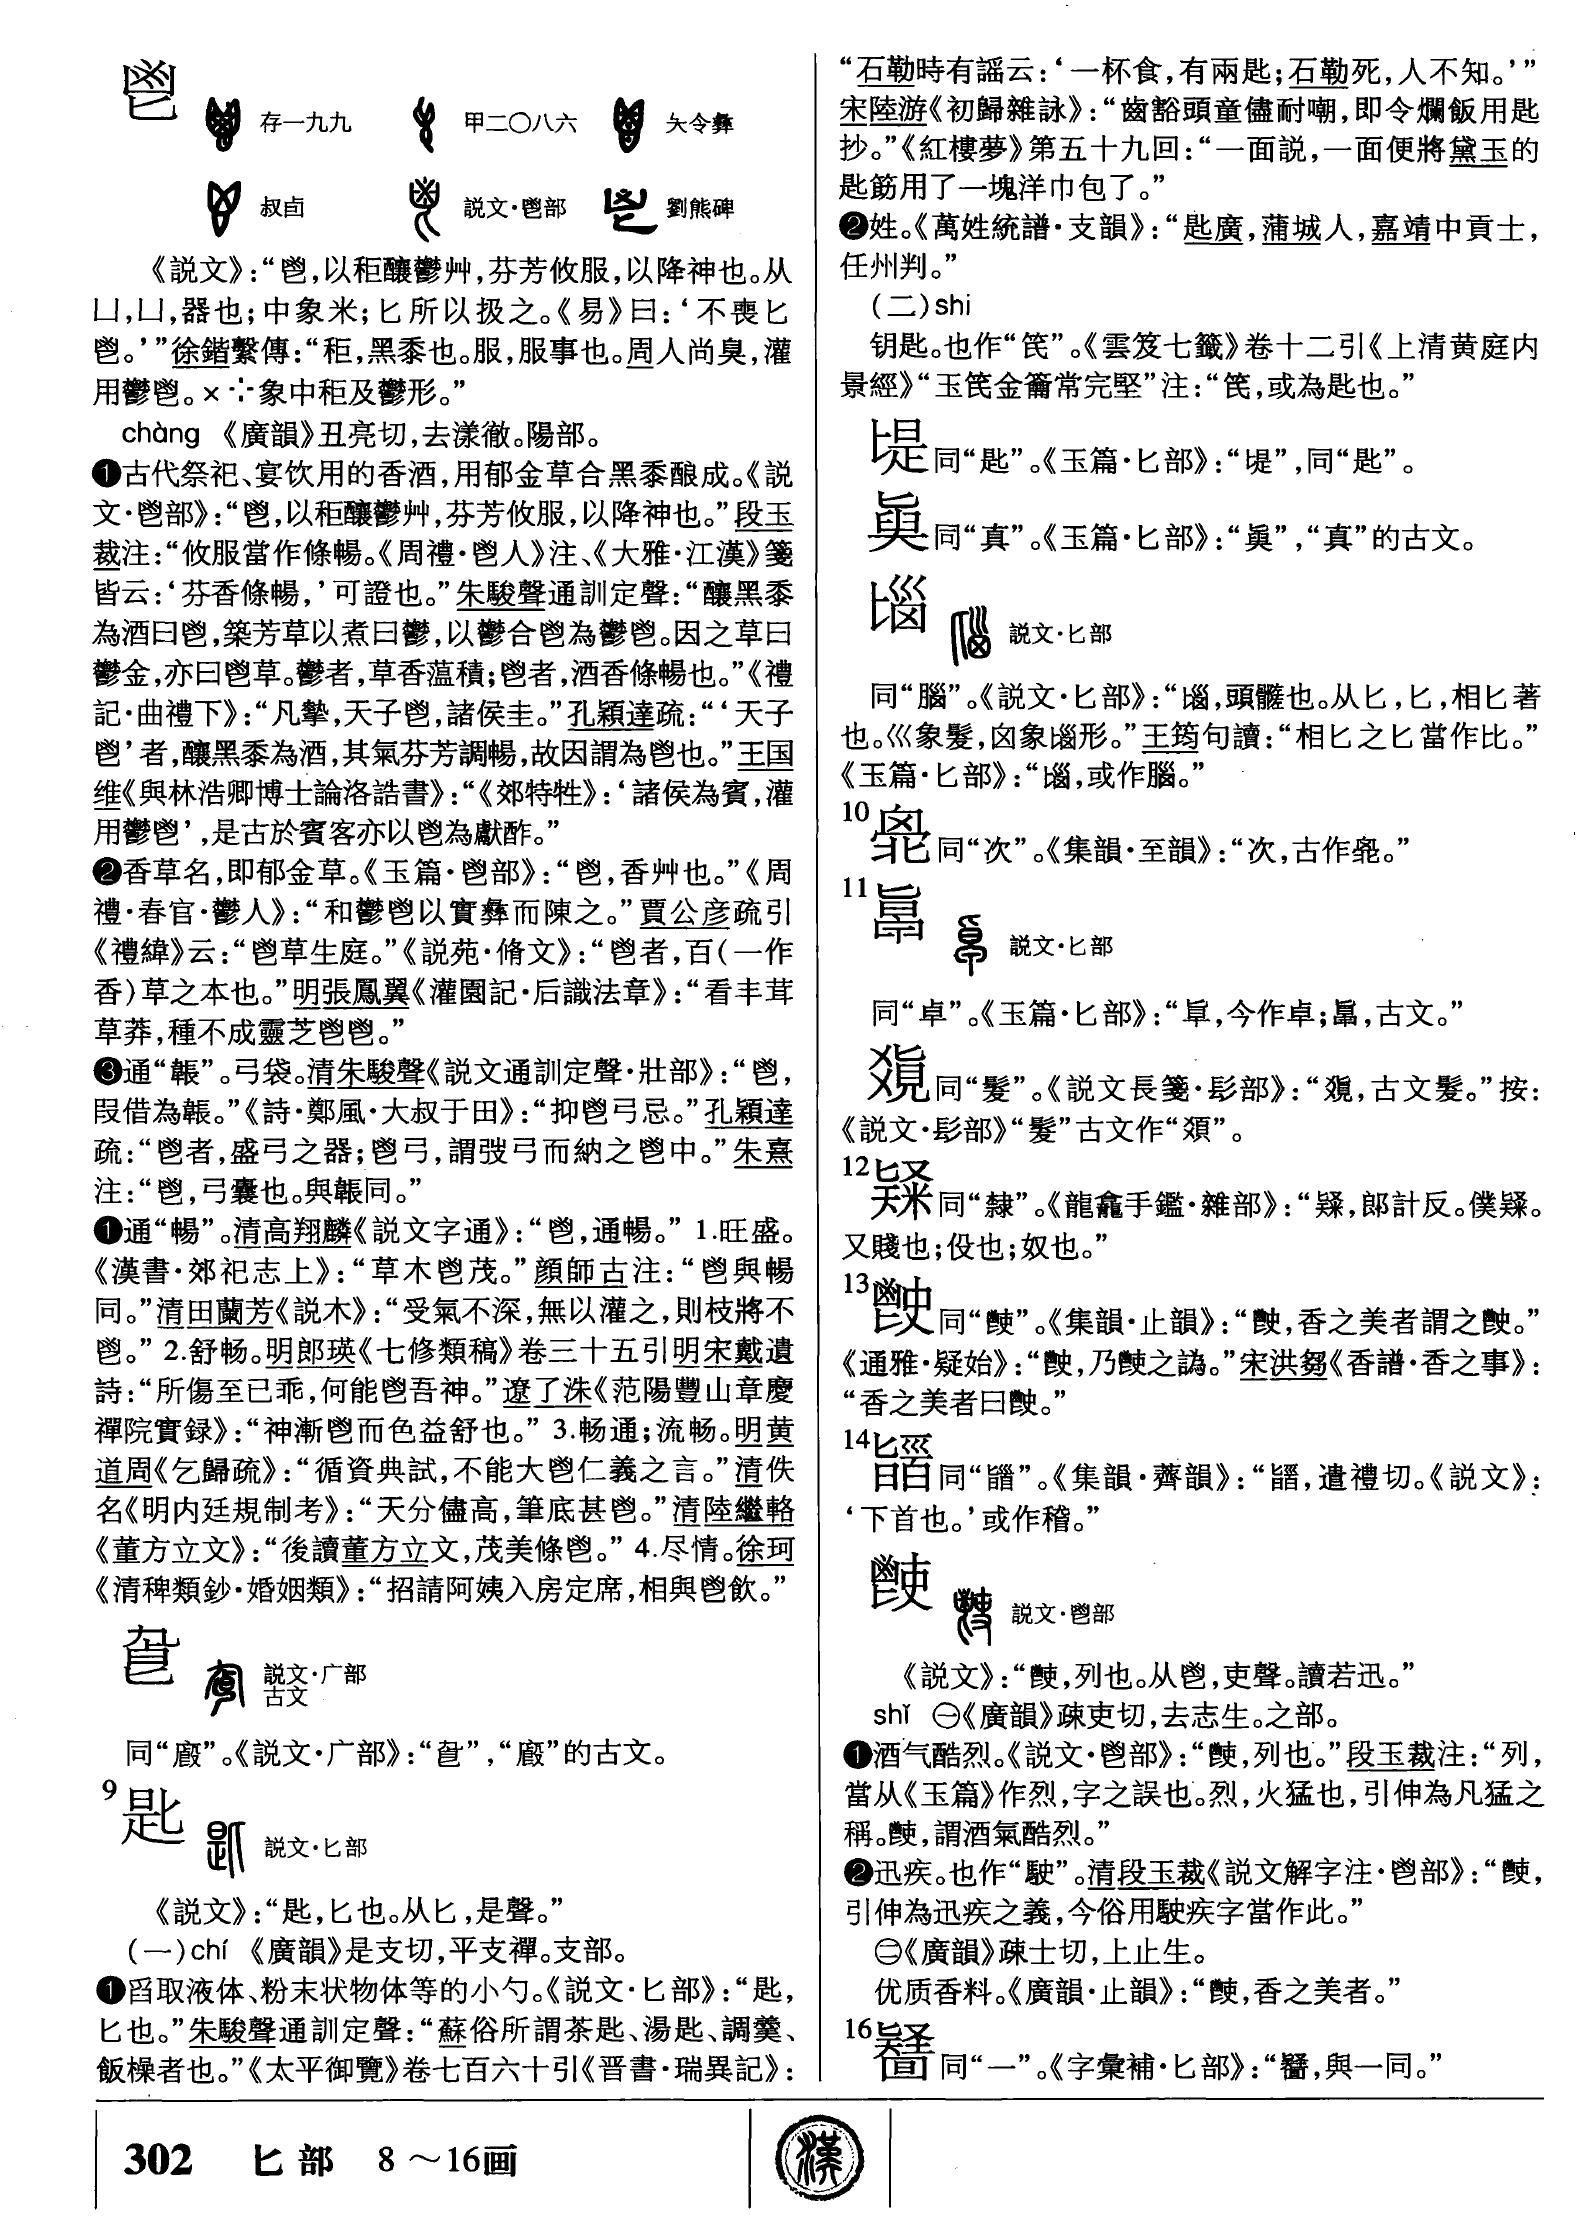 鬯
存一九九 甲二〇八六 夨令彝
叔卣 説文·鬯部 劉熊碑
《説文》：“鬯，以秬釀鬱艸，芬芳攸服，以降神也。从
凵，凵，器也；中象米；匕所以扱之。《易》曰：‘不喪匕
鬯。’”徐鍇繫傳：“秬，黑黍也。服，服事也。周人尚臭，灌
用鬱鬯。×∵象中秬及鬱形。”
chàng 《廣韻》丑亮切，去漾徹。陽部。
❶古代祭祀、宴饮用的香酒，用郁金草合黑黍酿成。《説
文·鬯部》：“鬯，以秬釀鬱艸，芬芳攸服，以降神也。”段玉
裁注：“攸服當作條暢。《周禮·鬯人》注、《大雅·江漢》箋
皆云：‘芬香條暢，’可證也。”朱駿聲通訓定聲：“釀黑黍
為酒曰鬯，築芳草以煮曰鬱，以鬱合鬯為鬱鬯。因之草曰
鬱金，亦曰鬯草。鬱者，草香藴積；鬯者，酒香條暢也。”《禮
記·曲禮下》：“凡摯，天子鬯，諸侯圭。”孔穎達疏：“‘天子
鬯’者，釀黑黍為酒，其氣芬芳調暢，故因謂為鬯也。”王国
维《與林浩卿博士論洛誥書》：“《郊特牲》：‘諸侯為賓，灌
用鬱鬯’，是古於賓客亦以鬯為獻酢。”
❷香草名，即郁金草。《玉篇·鬯部》：“鬯，香艸也。”《周
禮·春官·鬱人》：“和鬱鬯以實彝而陳之。”賈公彦疏引
《禮緯》云：“鬯草生庭。”《説苑·脩文》：“鬯者，百（一作
香）草之本也。”明張鳳翼《灌園記·后識法章》：“看丰茸
草莽，種不成靈芝鬯鬯。”
❸通“韔”。弓袋。清朱駿聲《説文通訓定聲·壯部》：“鬯，
叚借為韔。”《詩·鄭風·大叔于田》：“抑鬯弓忌。”孔穎達
疏：“鬯者，盛弓之器；鬯弓，謂弢弓而納之鬯中。”朱熹
注：“鬯，弓囊也。與韔同。”
❶通“暢”。清高翔麟《説文字通》：“鬯，通暢。” 1.旺盛。
《漢書·郊祀志上》：“草木鬯茂。”顔師古注：“鬯與暢
同。”清田蘭芳《説木》：“受氣不深，無以灌之，則枝將不
鬯。” 2.舒畅。明郎瑛《七修類稿》卷三十五引明宋戴遺
詩：“所傷至已乖，何能鬯吾神。”遼了洙《范陽豐山章慶
禪院實録》：“神漸鬯而色益舒也。” 3.畅通；流畅。明黄
道周《乞歸疏》：“循資典試，不能大鬯仁義之言。”清佚
名《明内廷規制考》：“天分儘高，筆底甚鬯。”清陸繼輅
《董方立文》：“後讀董方立文，茂美條鬯。” 4.尽情。徐珂
《清稗類鈔·婚姻類》：“招請阿姨入房定席，相與鬯飲。”
説文·广部
古文
同“廄”。《説文·广部》：“”，“廄”的古文。
9 匙
説文·匕部
《説文》：“匙，匕也。从匕，是聲。”
（一）chí 《廣韻》是支切，平支禪。支部。
❶舀取液体、粉末状物体等的小勺。《説文·匕部》：“匙，
匕也。”朱駿聲通訓定聲：“蘇俗所謂茶匙、湯匙、調羹、
飯橾者也。”《太平御覽》卷七百六十引《晋書·瑞異記》：
“石勒時有謡云：‘一杯食，有兩匙；石勒死，人不知。’”
宋陸游《初歸雜詠》：“齒豁頭童儘耐嘲，即令爛飯用匙
抄。”《紅樓夢》第五十九回：“一面説，一面便將黛玉的
匙筯用了一塊洋巾包了。”
❷姓。《萬姓統譜·支韻》：“匙廣，蒲城人，嘉靖中貢士，
任州判。”
（二）shi
钥匙。也作“筦”。《雲笈七籤》卷十二引《上清黄庭内
景經》“玉筦金籥常完堅”注：“筦，或為匙也。”
同“匙”。《玉篇·匕部》：“”，同“匙”。
同“真”。《玉篇·匕部》：“”，“真”的古文。
𡿺
説文·匕部
同“腦”。《説文·匕部》：“，頭髓也。从匕，匕，相匕著
也。巛象髮，囟象形。”王筠句讀：“相匕之匕當作比。”
《玉篇·匕部》：“，或作腦。”
10 同“次”。《集韻·至韻》：“次，古作。”
11
説文·匕部
同“卓”。《玉篇·匕部》：“𠦝，今作卓；，古文。”
同“髮”。《説文長箋·髟部》：“，古文髮。”按：
《説文·髟部》“髮”古文作“”。
12 同“隸”。《龍龕手鑑·雜部》：“，郎計反。僕。
又賤也；伇也；奴也。”
13 同“”。《集韻·止韻》：“，香之美者謂之。”
《通雅·疑始》：“，乃之譌。”宋洪芻《香譜·香之事》：
“香之美者曰。”
14 同“”。《集韻·薺韻》：“，遣禮切。《説文》：
‘下首也。’或作稽。”
説文·鬯部
《説文》：“，列也。从鬯，吏聲。讀若迅。”
shǐ ㊀《廣韻》疎吏切，去志生。之部。
❶酒气酷烈。《説文·鬯部》：“，列也。”段玉裁注：“列，
當从《玉篇》作烈，字之誤也。烈，火猛也，引伸為凡猛之
稱。，謂酒氣酷烈。”
❷迅疾。也作“駛”。清段玉裁《説文解字注·鬯部》：“，
引伸為迅疾之義，今俗用駛疾字當作此。”
㊁《廣韻》疎士切，上止生。
优质香料。《廣韻·止韻》：“，香之美者。”
16 同“一”。《字彙補·匕部》：“，與一同。”
302 匕部 8～16画
漢